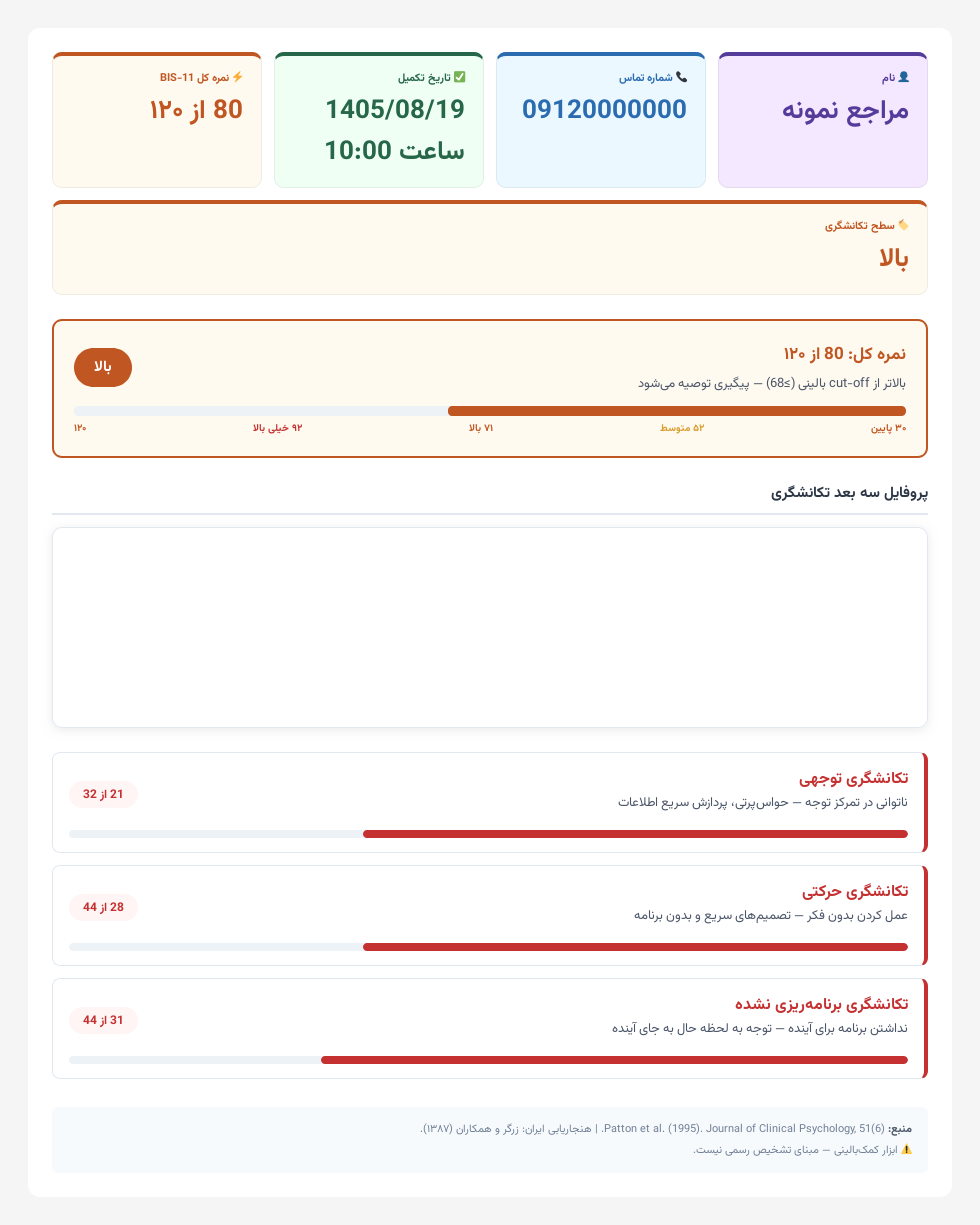 👤 نام
مراجع نمونه
📞 شماره تماس
09120000000
✅ تاریخ تکمیل
1405/08/19
ساعت 10:00
⚡ نمره کل BIS-11
80 از ۱۲۰
🏷️ سطح تکانشگری
بالا
نمره کل: 80 از ۱۲۰
بالاتر از cut-off بالینی (≥68) — پیگیری توصیه می‌شود
بالا
۳۰ پایین
۵۲ متوسط
۷۱ بالا
۹۲ خیلی بالا
۱۲۰
پروفایل سه بعد تکانشگری
تکانشگری توجهی
ناتوانی در تمرکز توجه — حواس‌پرتی، پردازش سریع اطلاعات
21 از 32
تکانشگری حرکتی
عمل کردن بدون فکر — تصمیم‌های سریع و بدون برنامه
28 از 44
تکانشگری برنامه‌ریزی نشده
نداشتن برنامه برای آینده — توجه به لحظه حال به جای آینده
31 از 44
منبع: Patton et al. (1995). Journal of Clinical Psychology, 51(6). | هنجاریابی ایران: زرگر و همکاران (۱۳۸۷).
⚠️ ابزار کمک‌بالینی — مبنای تشخیص رسمی نیست.